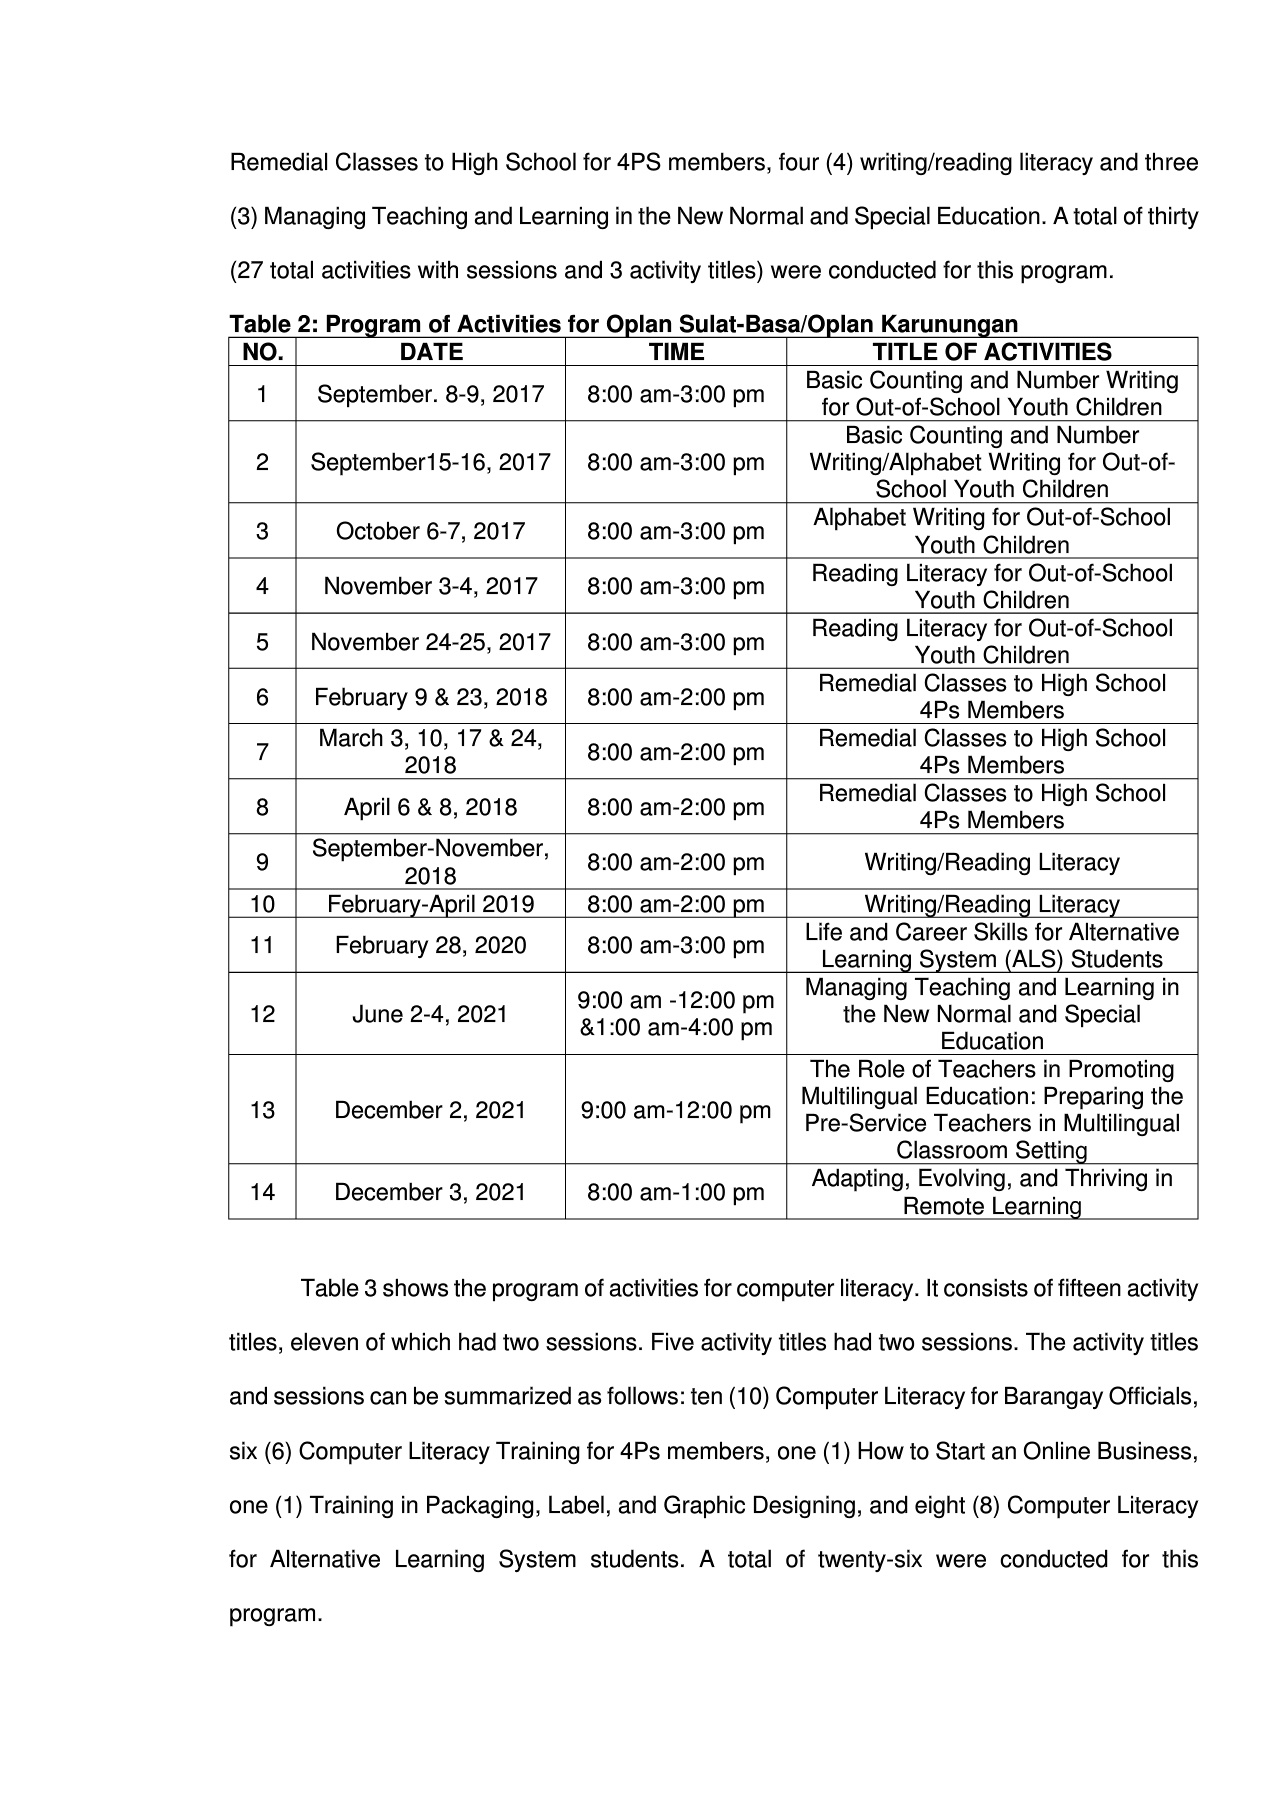 Remedial Classes to High School for 4PS members, four (4) writing/reading literacy and three
(3) Managing Teaching and Learning in the New Normal and Special Education. A total of thirty
(27 total activities with sessions and 3 activity titles) were conducted for this program.
Table 2: Program of Activities for Oplan Sulat-Basa/Oplan Karunungan
NO. DATE TIME TITLE OF ACTIVITIES
1 September. 8-9, 2017 8:00 am-3:00 pm Basic Counting and Number Writing
for Out-of-School Youth Children
2 September15-16, 2017 8:00 am-3:00 pm Basic Counting and Number
Writing/Alphabet Writing for Out-of-
School Youth Children
3 October 6-7, 2017 8:00 am-3:00 pm Alphabet Writing for Out-of-School
Youth Children
4 November 3-4, 2017 8:00 am-3:00 pm Reading Literacy for Out-of-School
Youth Children
5 November 24-25, 2017 8:00 am-3:00 pm Reading Literacy for Out-of-School
Youth Children
6 February 9 & 23, 2018 8:00 am-2:00 pm Remedial Classes to High School
4Ps Members
7 March 3, 10, 17 & 24,
2018 8:00 am-2:00 pm Remedial Classes to High School
4Ps Members
8 April 6 & 8, 2018 8:00 am-2:00 pm Remedial Classes to High School
4Ps Members
9 September-November,
2018 8:00 am-2:00 pm Writing/Reading Literacy
10 February-April 2019 8:00 am-2:00 pm Writing/Reading Literacy
11 February 28, 2020 8:00 am-3:00 pm Life and Career Skills for Alternative
Learning System (ALS) Students
12 June 2-4, 2021 9:00 am -12:00 pm
&1:00 am-4:00 pm Managing Teaching and Learning in
the New Normal and Special
Education
13 December 2, 2021 9:00 am-12:00 pm The Role of Teachers in Promoting
Multilingual Education: Preparing the
Pre-Service Teachers in Multilingual
Classroom Setting
14 December 3, 2021 8:00 am-1:00 pm Adapting, Evolving, and Thriving in
Remote Learning
Table 3 shows the program of activities for computer literacy. It consists of fifteen activity
titles, eleven of which had two sessions. Five activity titles had two sessions. The activity titles
and sessions can be summarized as follows: ten (10) Computer Literacy for Barangay Officials,
six (6) Computer Literacy Training for 4Ps members, one (1) How to Start an Online Business,
one (1) Training in Packaging, Label, and Graphic Designing, and eight (8) Computer Literacy
for Alternative Learning System students. A total of twenty-six were conducted for this
program.